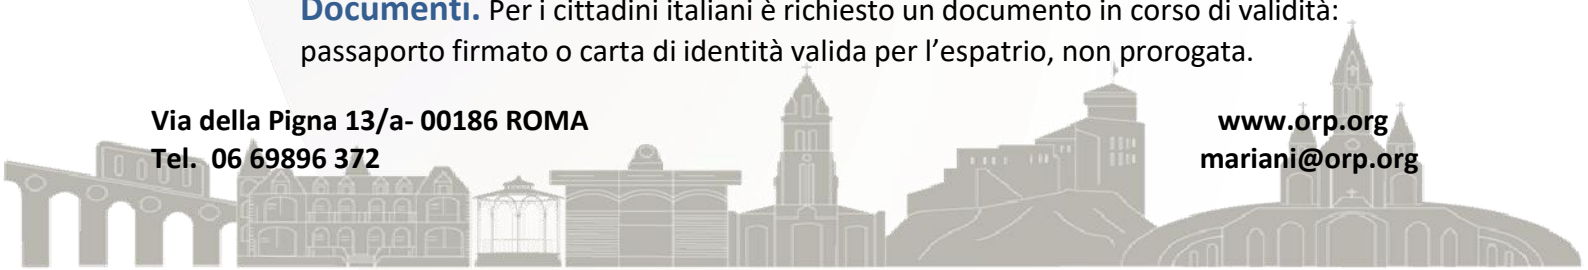 Documenti. Per i cittadini italiani è richiesto un documento in corso di validità:
passaporto firmato o carta di identità valida per l’espatrio, non prorogata.
Via della Pigna 13/a- 00186 ROMA
Tel. 06 69896 372
www.orp.org
mariani@orp.org